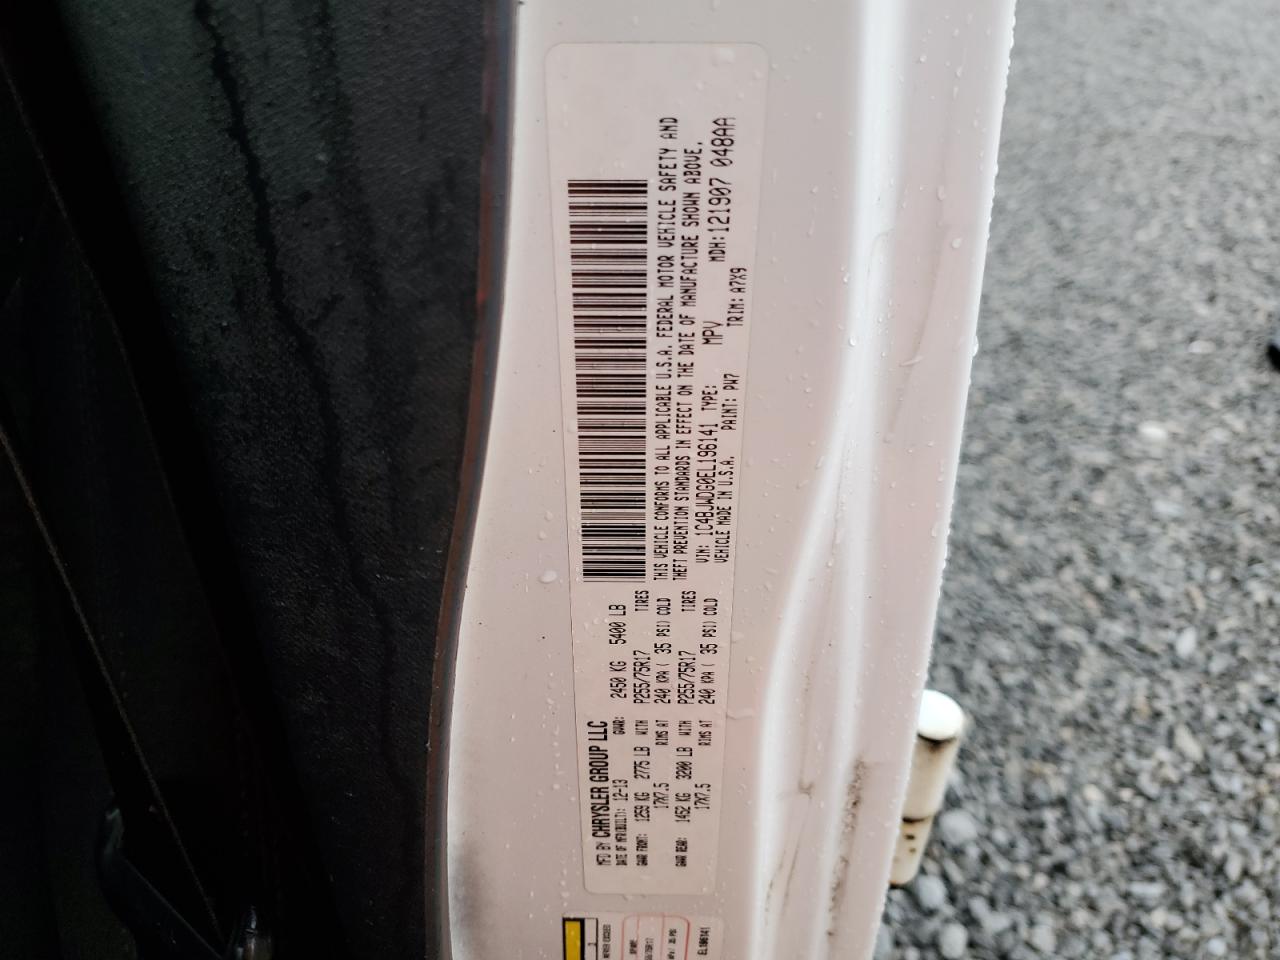 MFD BY CHRYSLER GROUP LLC
DATE OF MFR(BUILT): 12-13 GVWR: 2450 KG 5400 LB
GAWR FRONT: 1259 KG 2775 LB WITH P255/75R17 TIRES
17X7.5 RIMS AT 240 KPA( 35 PSI) COLD
GAWR REAR: 1452 KG 3200 LB WITH P255/75R17 TIRES
17X7.5 RIMS AT 240 KPA( 35 PSI) COLD
THIS VEHICLE CONFORMS TO ALL APPLICABLE U.S.A. FEDERAL MOTOR VEHICLE SAFETY AND
THEFT PREVENTION STANDARDS IN EFFECT ON THE DATE OF MANUFACTURE SHOWN ABOVE.
VIN: 1C4BJWDG0EL196141 TYPE: MPV MDH:121907 048AA
VEHICLE MADE IN U.S.A. PAINT: PW7 TRIM: A7X9
EL196141